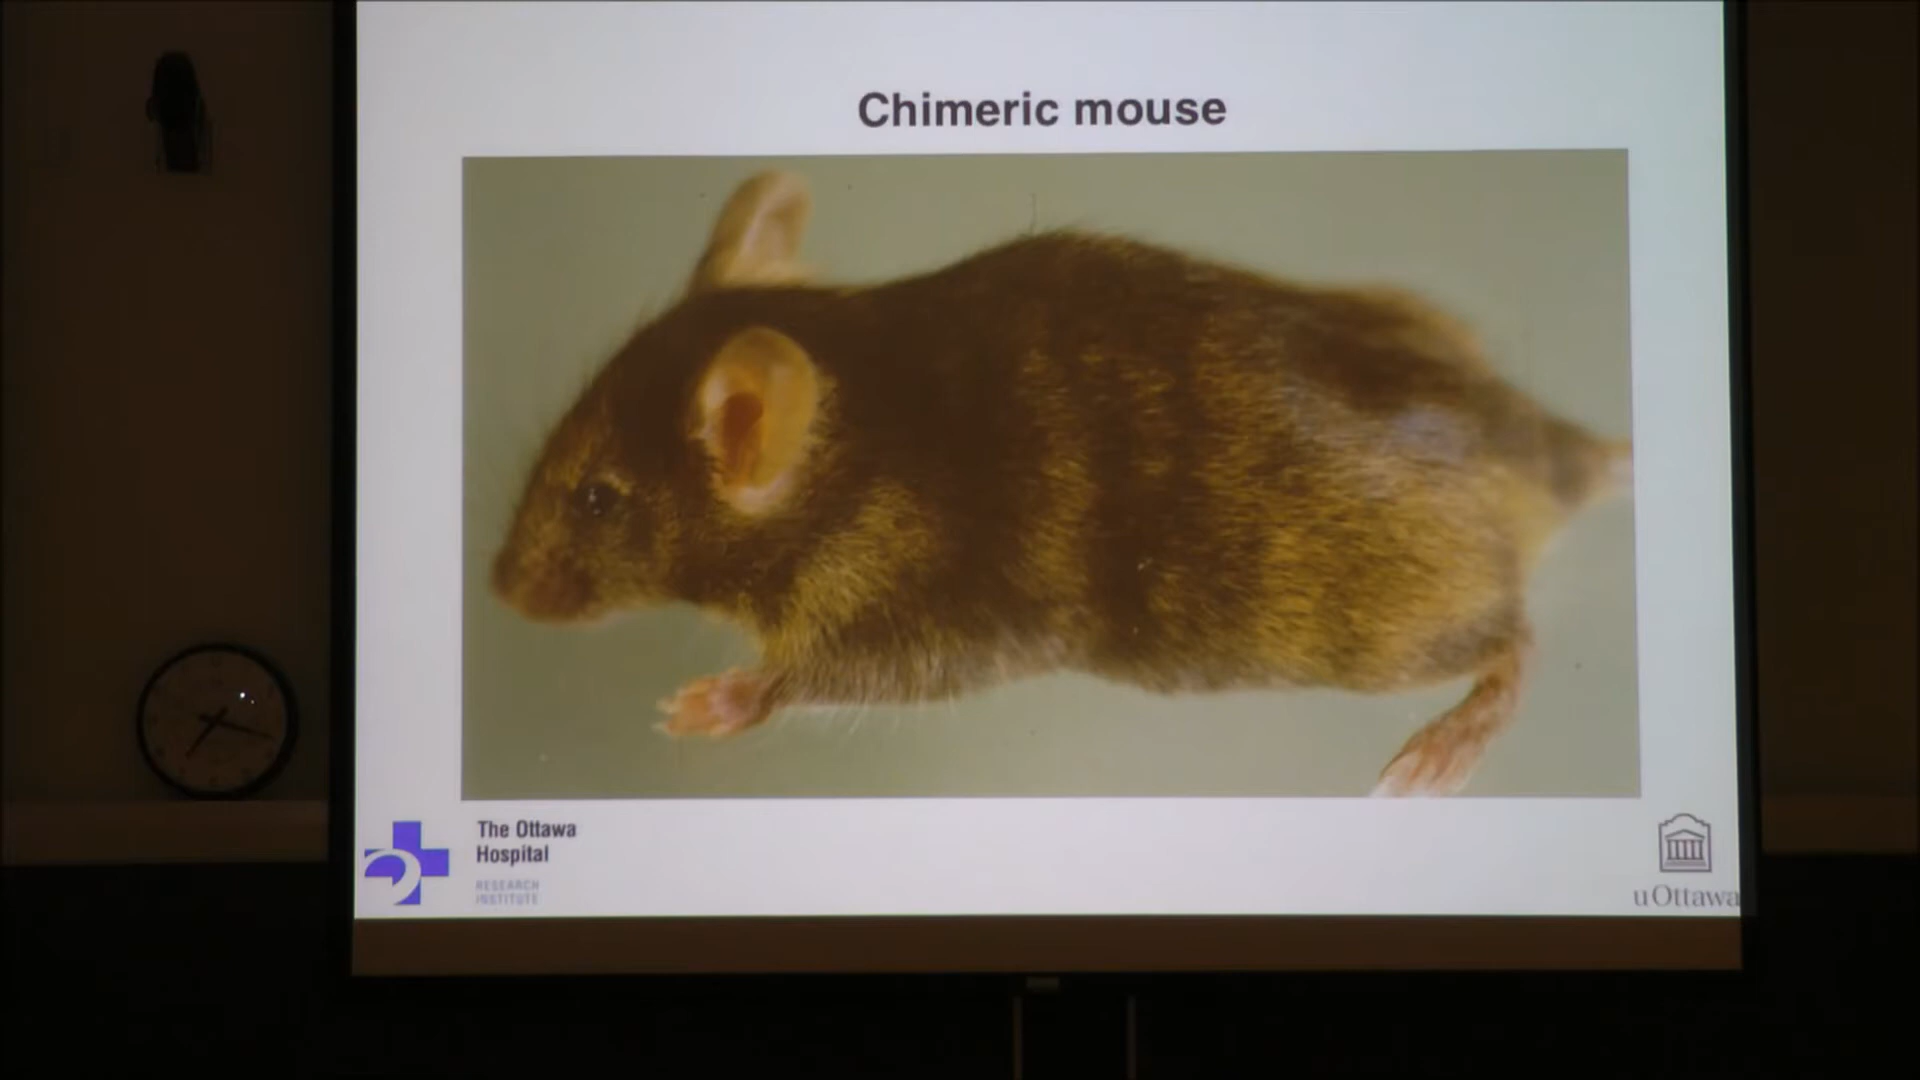 Chimeric mouse
The Ottawa
Hospital
RESEARCH
INSTITUTE
uOttawa